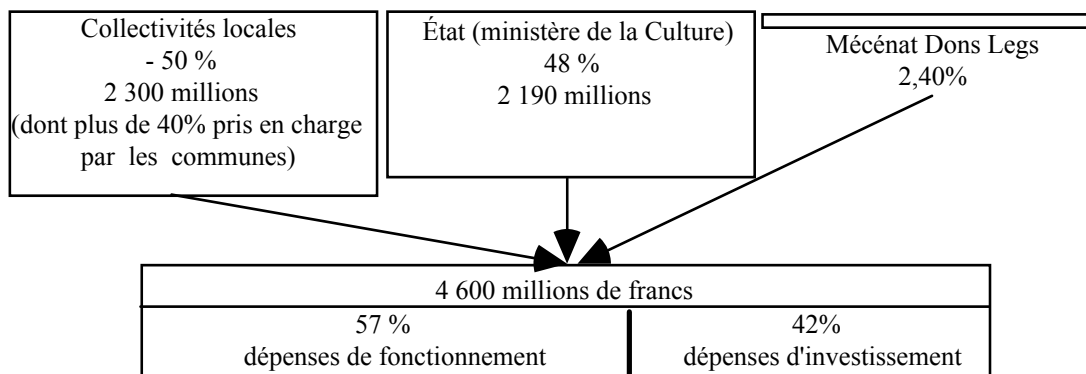 Collectivités locales
- 50 %
2 300 millions
(dont plus de 40% pris en charge
par les communes)
État (ministère de la Culture)
48 %
2 190 millions
Mécénat Dons Legs
2,40%
4 600 millions de francs
57 %
dépenses de fonctionnement
42%
dépenses d'investissement